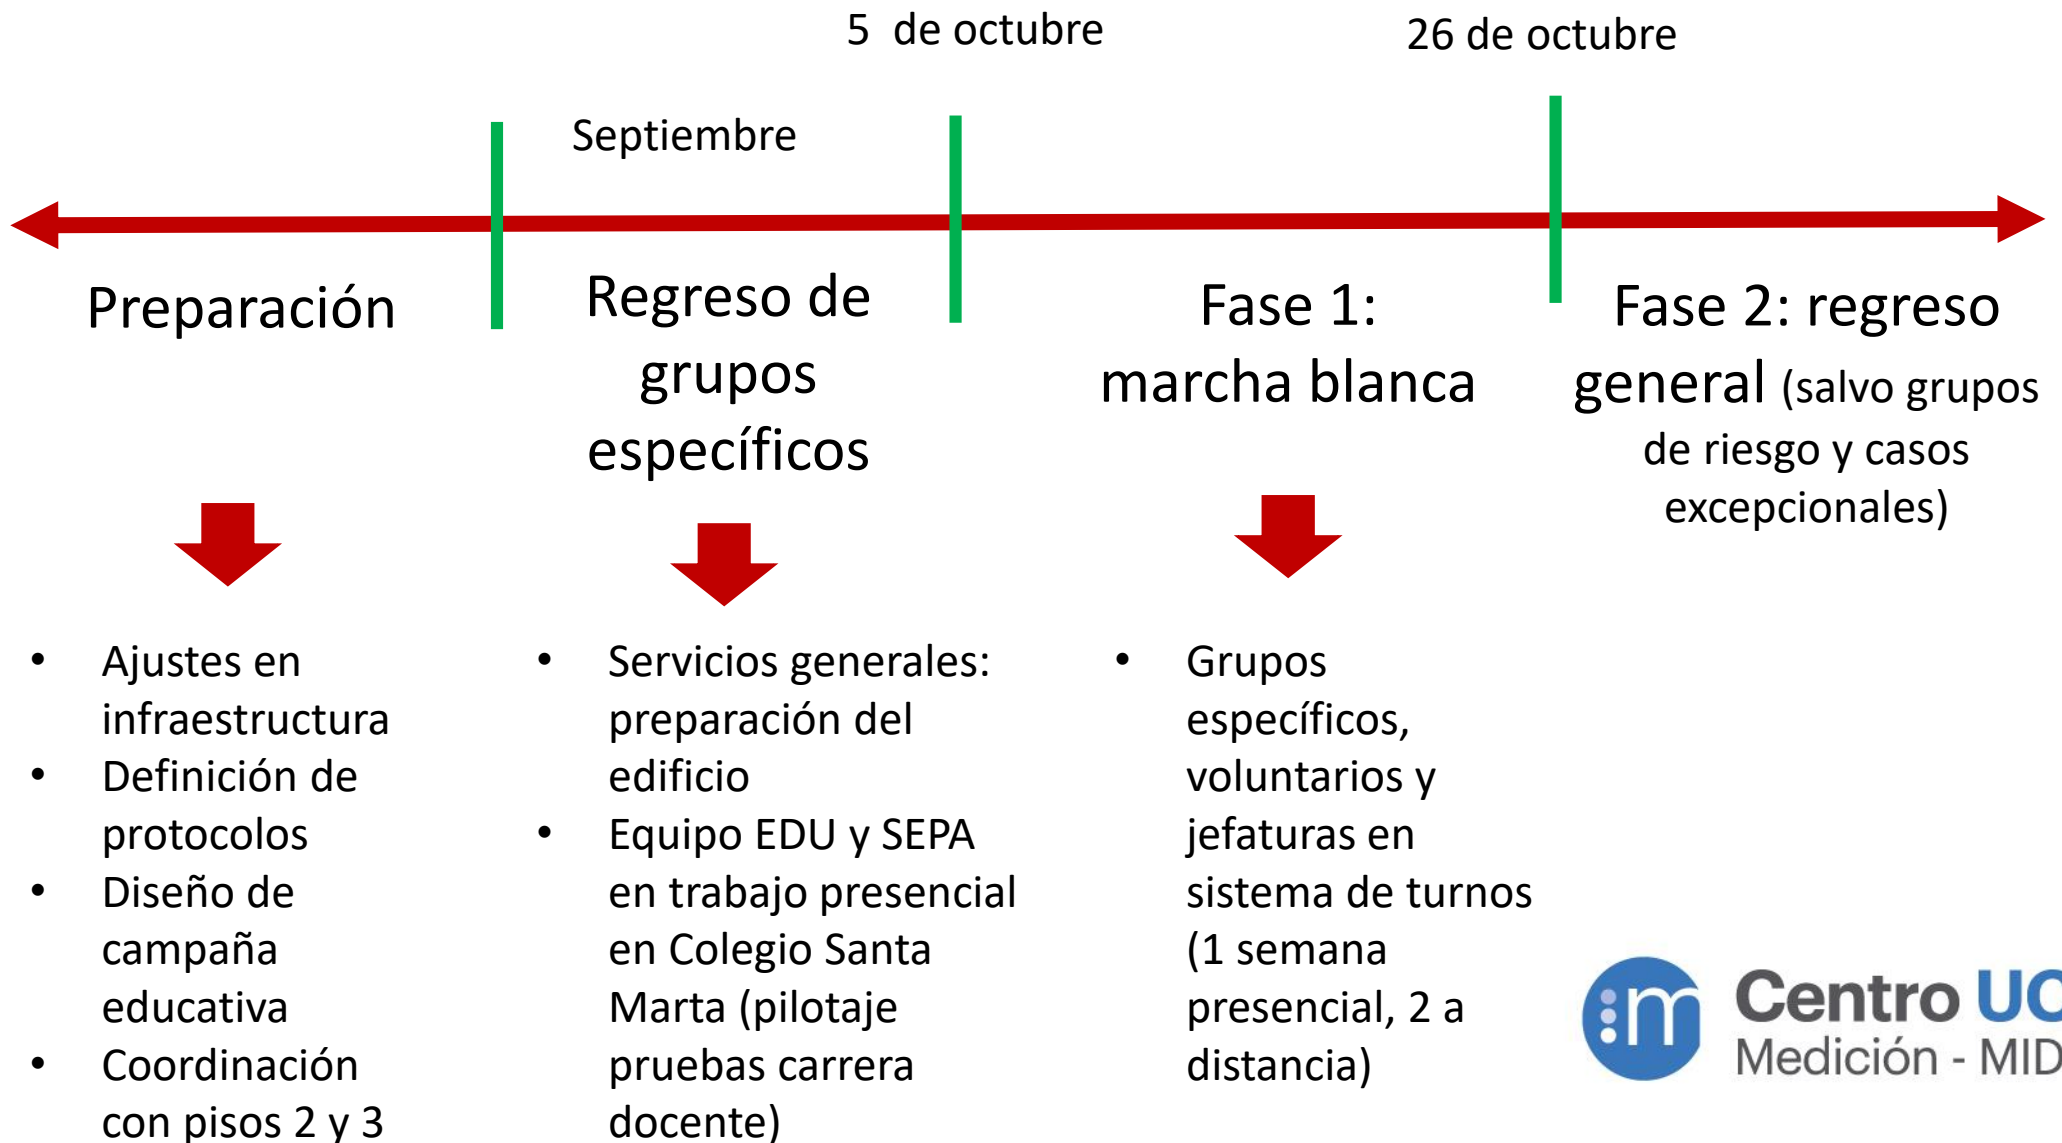 5 de octubre
26 de octubre
Septiembre
Preparación
Regreso de
grupos
específicos
Fase 1:
marcha blanca
Fase 2: regreso
general (salvo grupos
de riesgo y casos
excepcionales)
• Ajustes en
infraestructura
• Definición de
protocolos
• Diseño de
campaña
educativa
• Coordinación
con pisos 2 y 3
• Servicios generales:
preparación del
edificio
• Equipo EDU y SEPA
en trabajo presencial
en Colegio Santa
Marta (pilotaje
pruebas carrera
docente)
• Grupos
específicos,
voluntarios y
jefaturas en
sistema de turnos
(1 semana
presencial, 2 a
distancia)
m
Centro UC
Medición - MID